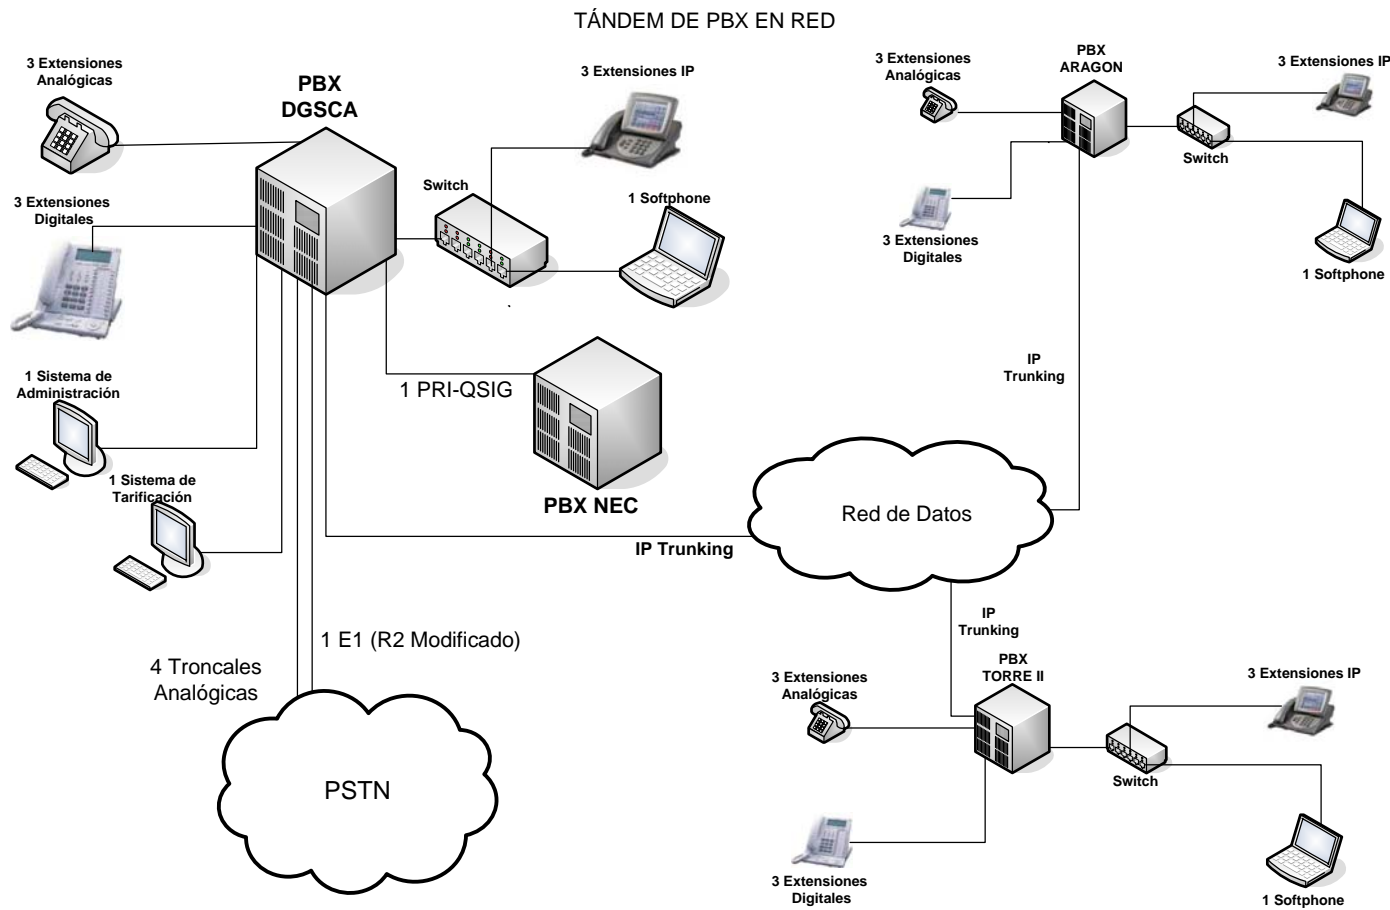 TÁNDEM DE PBX EN RED
3 Extensiones
Analógicas
PBX
DGSCA
3 Extensiones IP
Switch
1 Softphone
3 Extensiones
Digitales
1 Sistema de
Administración
1 Sistema de
Tarificación
1 PRI-QSIG
PBX NEC
IP Trunking
1 E1 (R2 Modificado)
4 Troncales
Analógicas
PSTN
Red de Datos
3 Extensiones
Analógicas
PBX
ARAGON
3 Extensiones IP
Switch
3 Extensiones
Digitales
1 Softphone
IP
Trunking
IP
Trunking
PBX
TORRE II
3 Extensiones
Analógicas
3 Extensiones IP
Switch
3 Extensiones
Digitales
1 Softphone